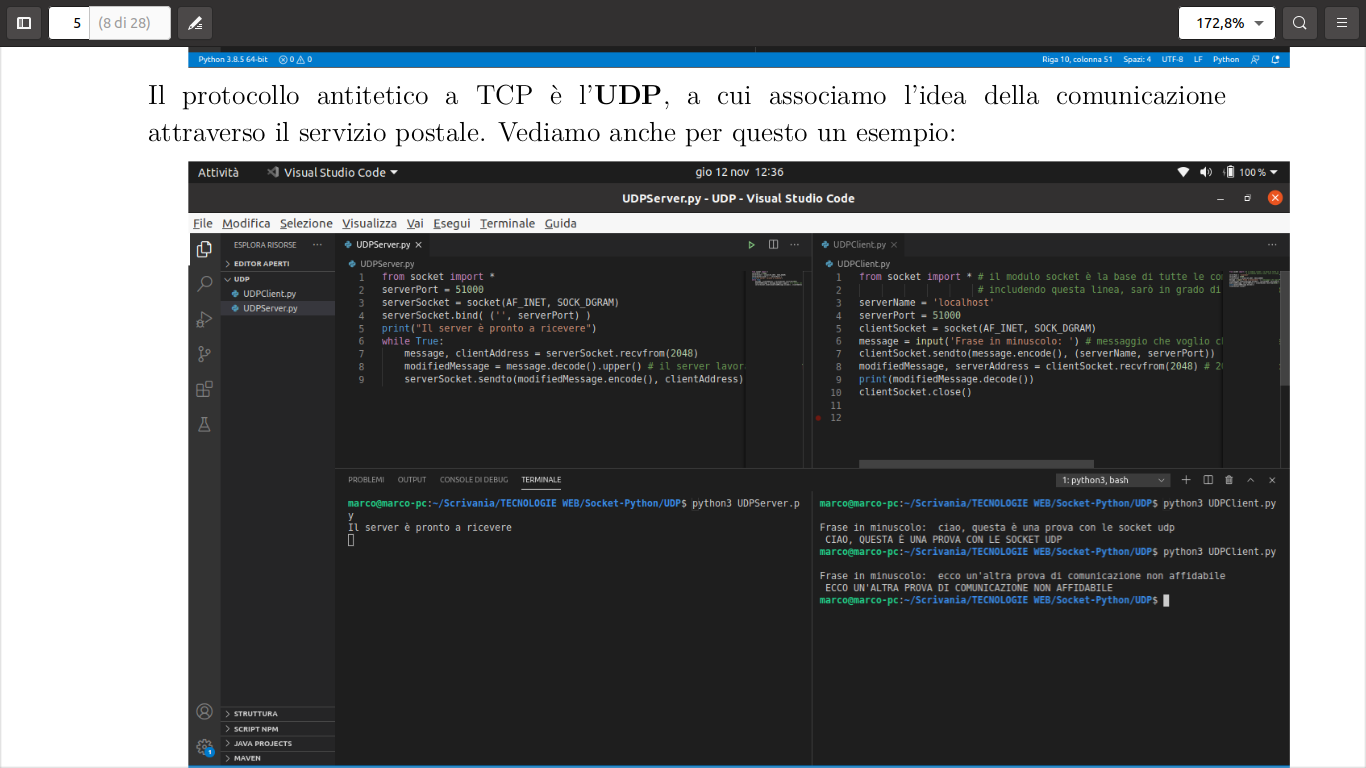 5 (8 di 28) 172,8%
Python 3.8.5 64-bit 0 0 Riga 10, colonna 51 Spazi: 4 UTF-8 LF Python
Il protocollo antitetico a TCP è l'UDP, a cui associamo l'idea della comunicazione
attraverso il servizio postale. Vediamo anche per questo un esempio:
Attività Visual Studio Code gio 12 nov 12:36 100 %
UDPServer.py - UDP - Visual Studio Code
File Modifica Selezione Visualizza Vai Esegui Terminale Guida
ESPLORA RISORSE
EDITOR APERTI
UDP
UDPClient.py
UDPServer.py
STRUTTURA
SCRIPT NPM
JAVA PROJECTS
MAVEN
1
UDPServer.py
UDPServer.py
1 from socket import *
2 serverPort = 51000
3 serverSocket = socket(AF_INET, SOCK_DGRAM)
4 serverSocket.bind( ('', serverPort) )
5 print("Il server è pronto a ricevere")
6 while True:
7 message, clientAddress = serverSocket.recvfrom(2048)
8 modifiedMessage = message.decode().upper() # il server lavor
9 serverSocket.sendto(modifiedMessage.encode(), clientAddress)
UDPClient.py
UDPClient.py
1 from socket import * # il modulo socket è la base di tutte le co
2 # includendo questa linea, sarò in grado di
3 serverName = 'localhost'
4 serverPort = 51000
5 clientSocket = socket(AF_INET, SOCK_DGRAM)
6 message = input('Frase in minuscolo: ') # messaggio che voglio c
7 clientSocket.sendto(message.encode(), (serverName, serverPort))
8 modifiedMessage, serverAddress = clientSocket.recvfrom(2048) # 2
9 print(modifiedMessage.decode())
10 clientSocket.close()
11
12
PROBLEMI OUTPUT CONSOLE DI DEBUG TERMINALE 1: python3, bash
marco@marco-pc:~/Scrivania/TECNOLOGIE WEB/Socket-Python/UDP$ python3 UDPServer.p
y
Il server è pronto a ricevere
marco@marco-pc:~/Scrivania/TECNOLOGIE WEB/Socket-Python/UDP$ python3 UDPClient.py
Frase in minuscolo: ciao, questa è una prova con le socket udp
CIAO, QUESTA È UNA PROVA CON LE SOCKET UDP
marco@marco-pc:~/Scrivania/TECNOLOGIE WEB/Socket-Python/UDP$ python3 UDPClient.py
Frase in minuscolo: ecco un'altra prova di comunicazione non affidabile
ECCO UN'ALTRA PROVA DI COMUNICAZIONE NON AFFIDABILE
marco@marco-pc:~/Scrivania/TECNOLOGIE WEB/Socket-Python/UDP$